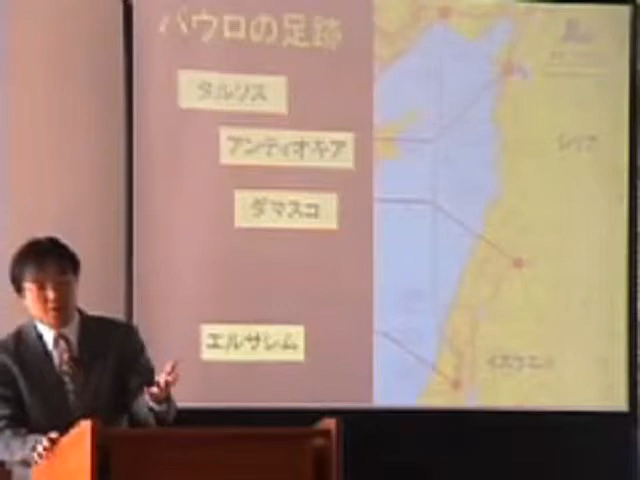 パウロの足跡
タルソス
アンティオキア
シリア
ダマスコ
エルサレム
イスラエル